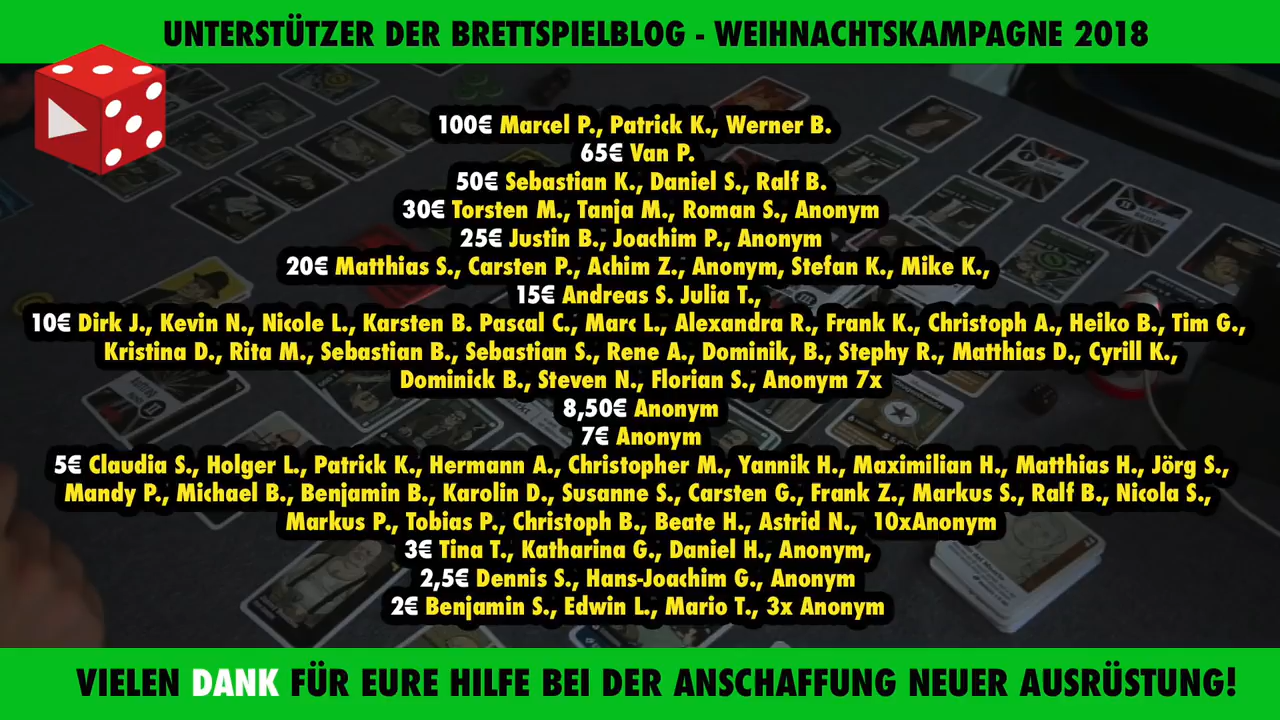 UNTERSTÜTZER DER BRETTSPIELBLOG - WEIHNACHTSKAMPAGNE 2018
100€ Marcel P., Patrick K., Werner B.
65€ Van P.
50€ Sebastian K., Daniel S., Ralf B.
30€ Torsten M., Tanja M., Roman S., Anonym
25€ Justin B., Joachim P., Anonym
20€ Matthias S., Carsten P., Achim Z., Anonym, Stefan K., Mike K.,
15€ Andreas S. Julia T.,
10€ Dirk J., Kevin N., Nicole L., Karsten B. Pascal C., Marc L., Alexandra R., Frank K., Christoph A., Heiko B., Tim G.,
Kristina D., Rita M., Sebastian B., Sebastian S., Rene A., Dominik, B., Stephy R., Matthias D., Cyrill K.,
Dominick B., Steven N., Florian S., Anonym 7x
8,50€ Anonym
7€ Anonym
5€ Claudia S., Holger L., Patrick K., Hermann A., Christopher M., Yannik H., Maximilian H., Matthias H., Jörg S.,
Mandy P., Michael B., Benjamin B., Karolin D., Susanne S., Carsten G., Frank Z., Markus S., Ralf B., Nicola S.,
Markus P., Tobias P., Christoph B., Beate H., Astrid N., 10xAnonym
3€ Tina T., Katharina G., Daniel H., Anonym,
2,5€ Dennis S., Hans-Joachim G., Anonym
2€ Benjamin S., Edwin L., Mario T., 3x Anonym
VIELEN DANK FÜR EURE HILFE BEI DER ANSCHAFFUNG NEUER AUSRÜSTUNG!